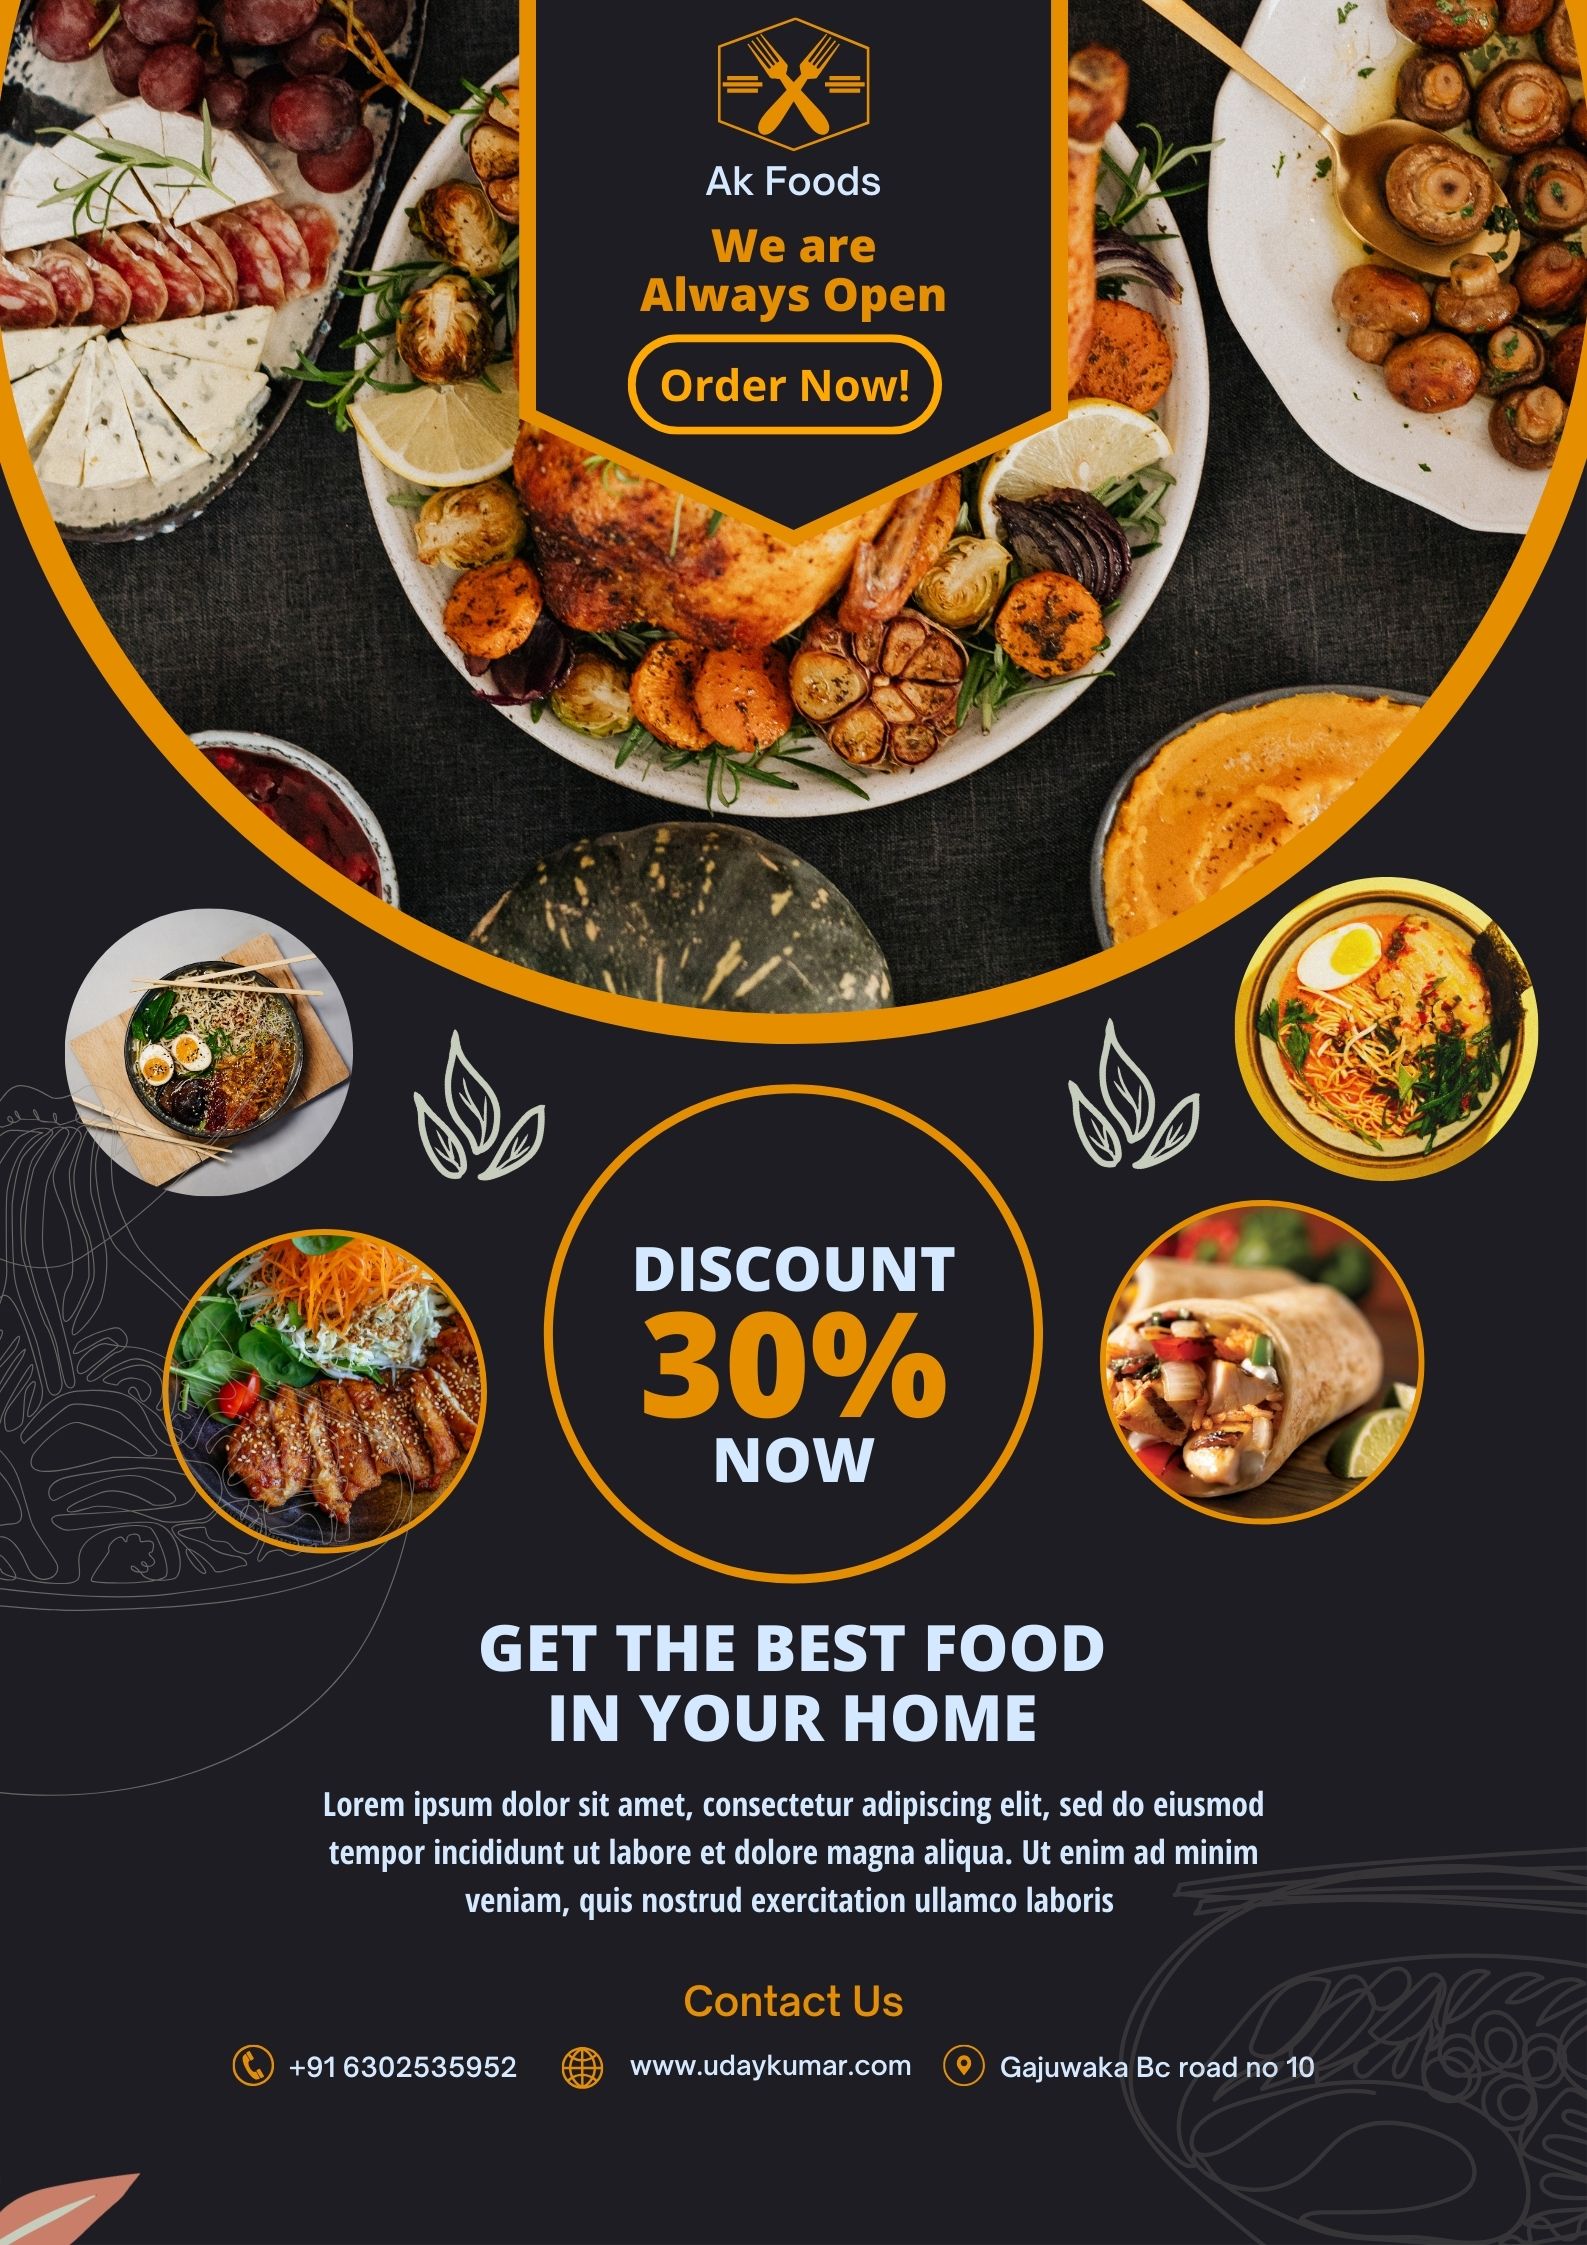 Ak Foods
We are
Always Open
Order Now!
DISCOUNT
30%
NOW
GET THE BEST FOOD
IN YOUR HOME
Lorem ipsum dolor sit amet, consectetur adipiscing elit, sed do eiusmod
tempor incididunt ut labore et dolore magna aliqua. Ut enim ad minim
veniam, quis nostrud exercitation ullamco laboris
Contact Us
+91 6302535952 www.udaykumar.com Gajuwaka Bc road no 10